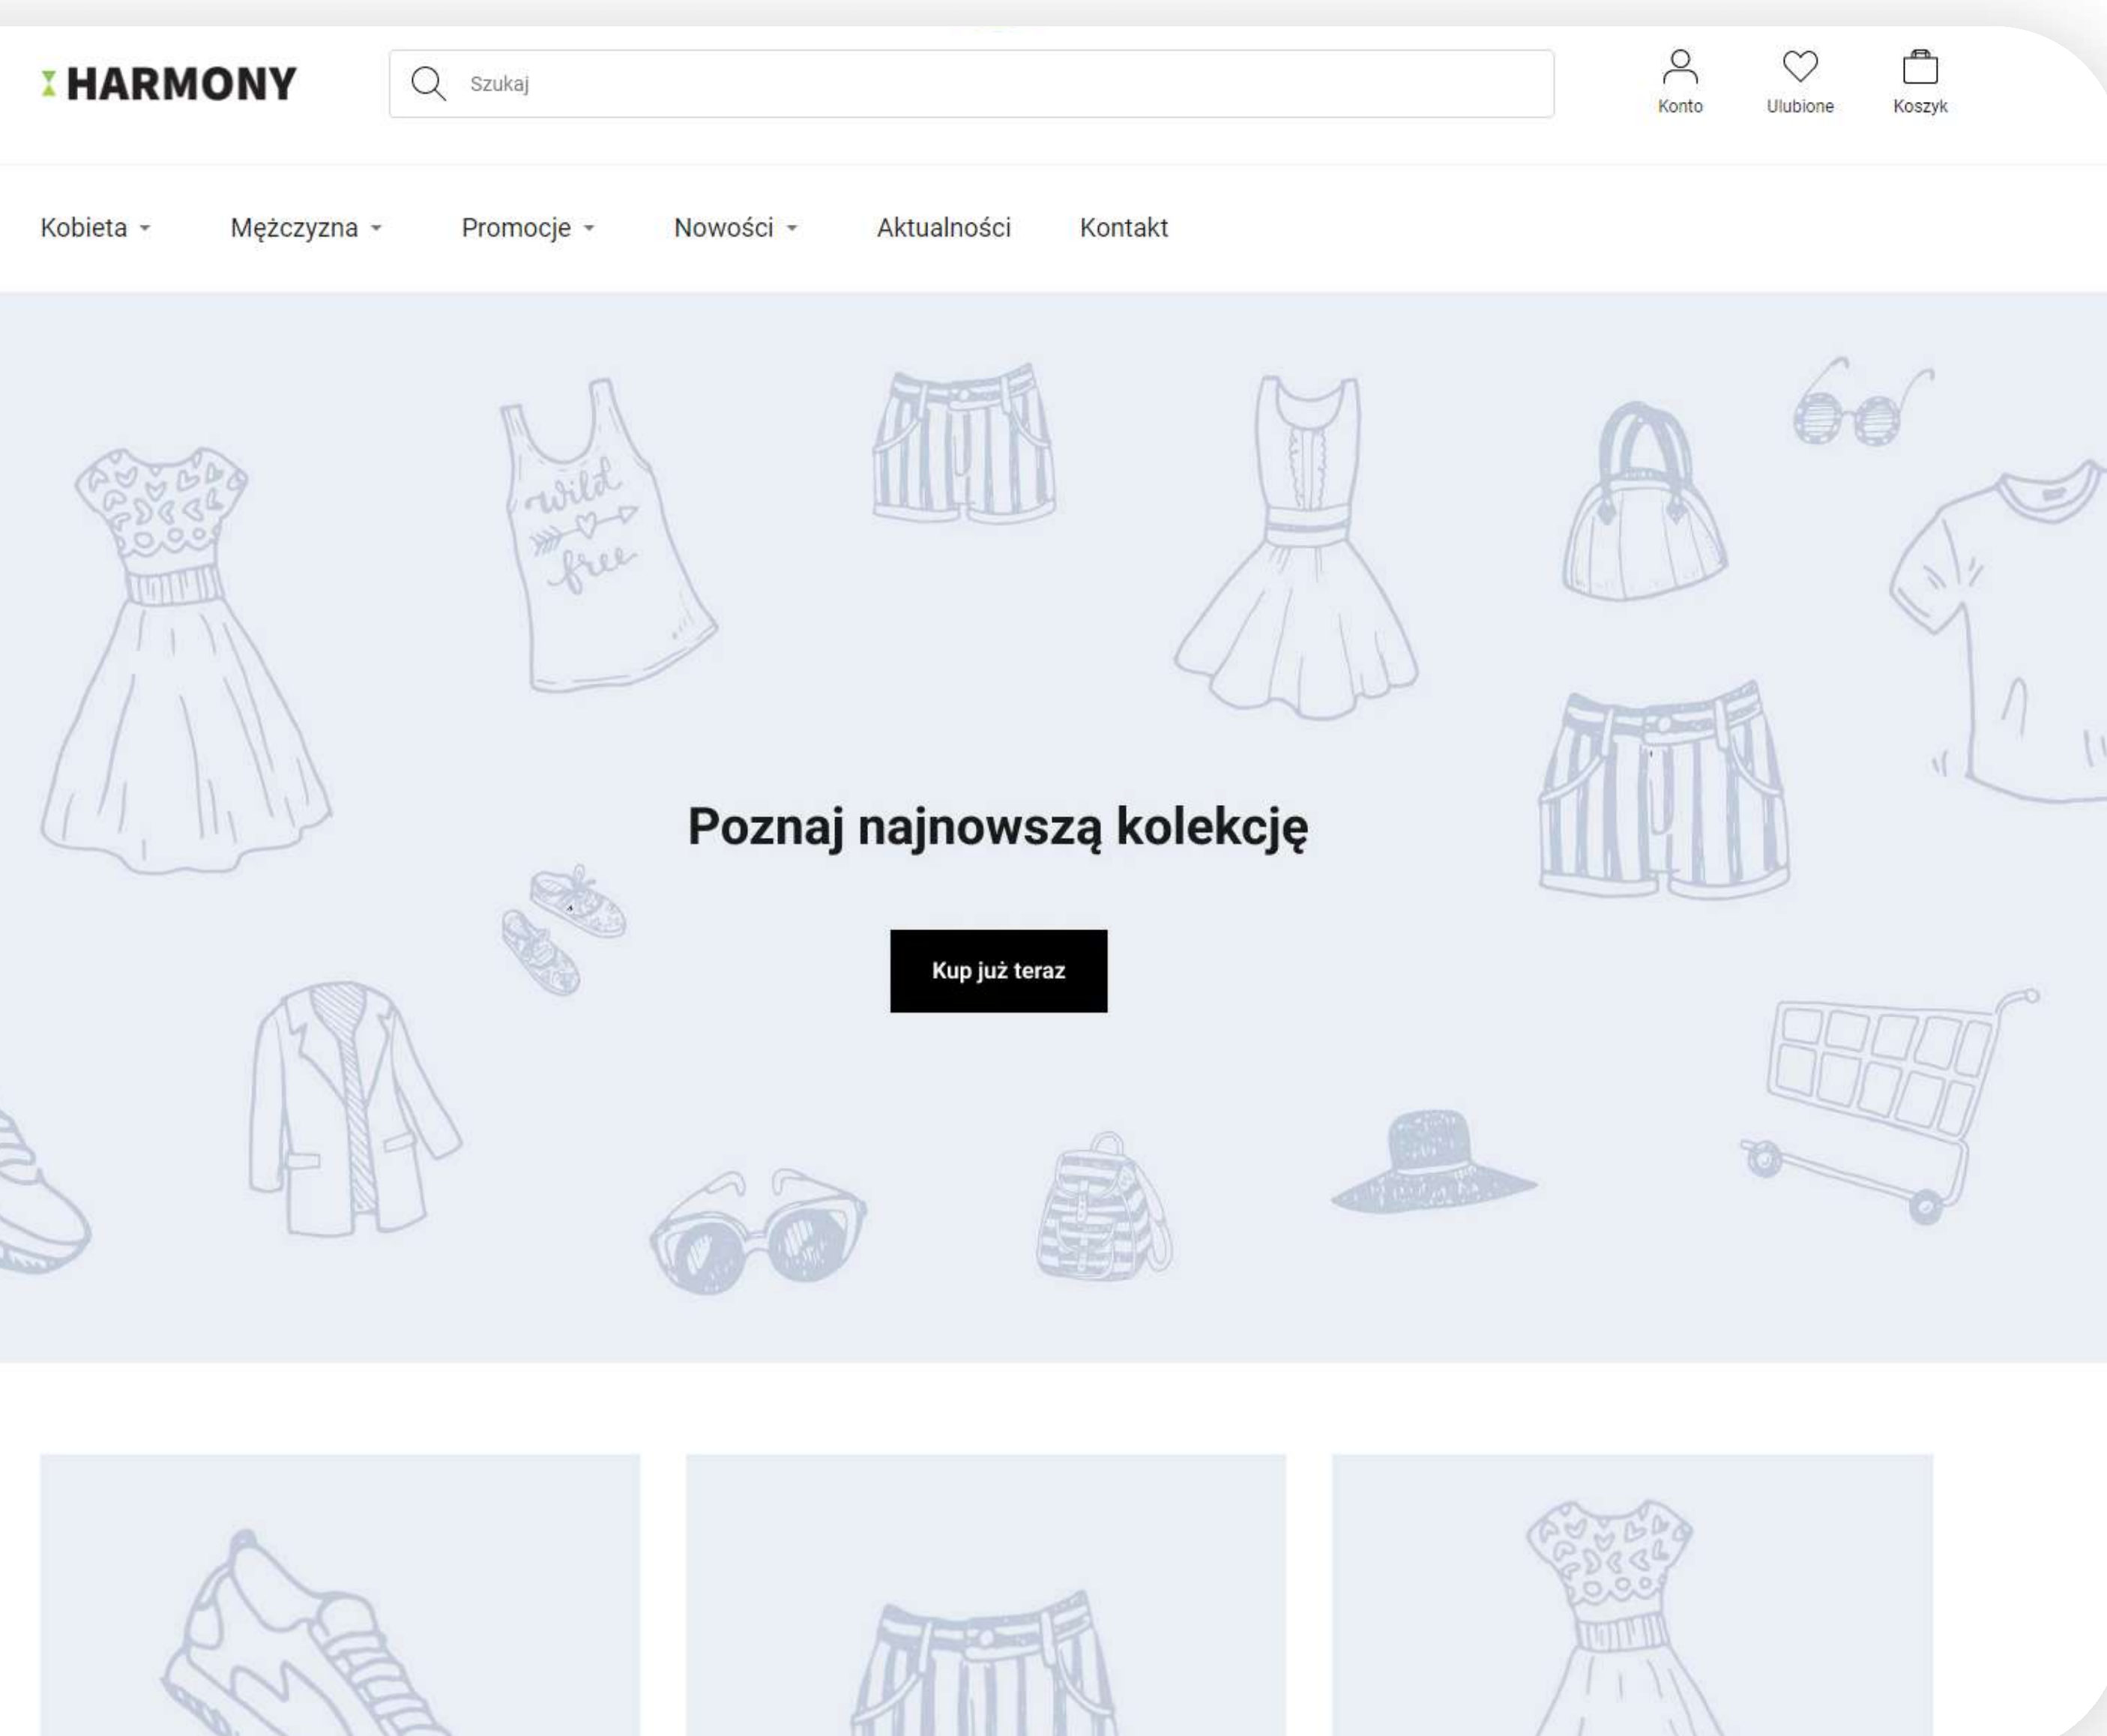 HARMONY
Szukaj
Konto
Ulubione
Koszyk
Kobieta
Mężczyzna
Promocje
Nowości
Aktualności
Kontakt
wild
free
Poznaj najnowszą kolekcję
Kup już teraz